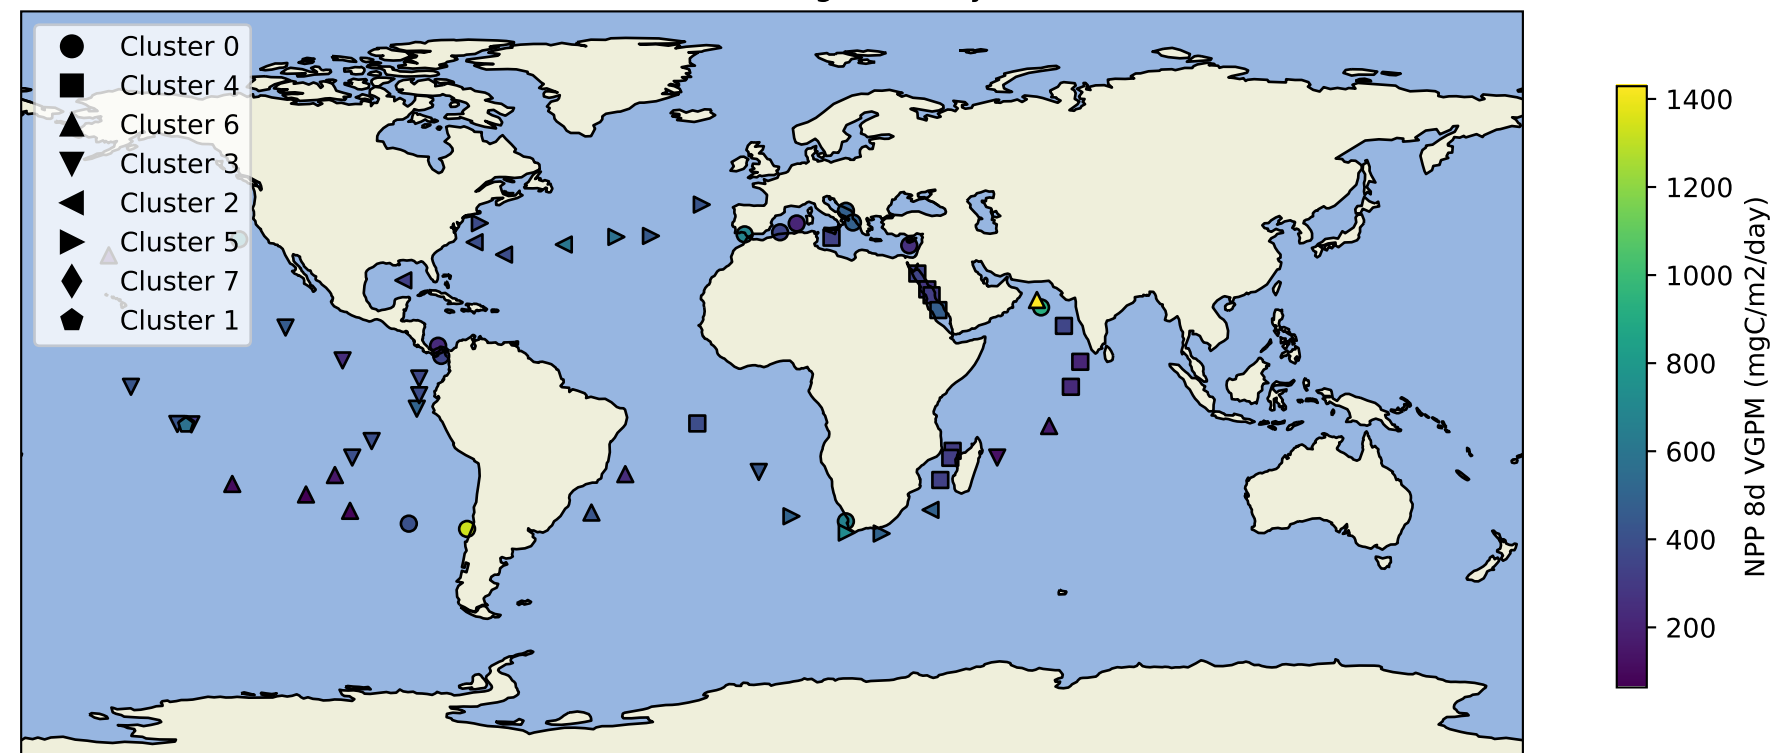 Cluster 0
Cluster 4
Cluster 6
Cluster 3
Cluster 2
Cluster 5
Cluster 7
Cluster 1
1400
1200
1000
800
600
400
200
NPP 8d VGPM (mgC/m2/day)